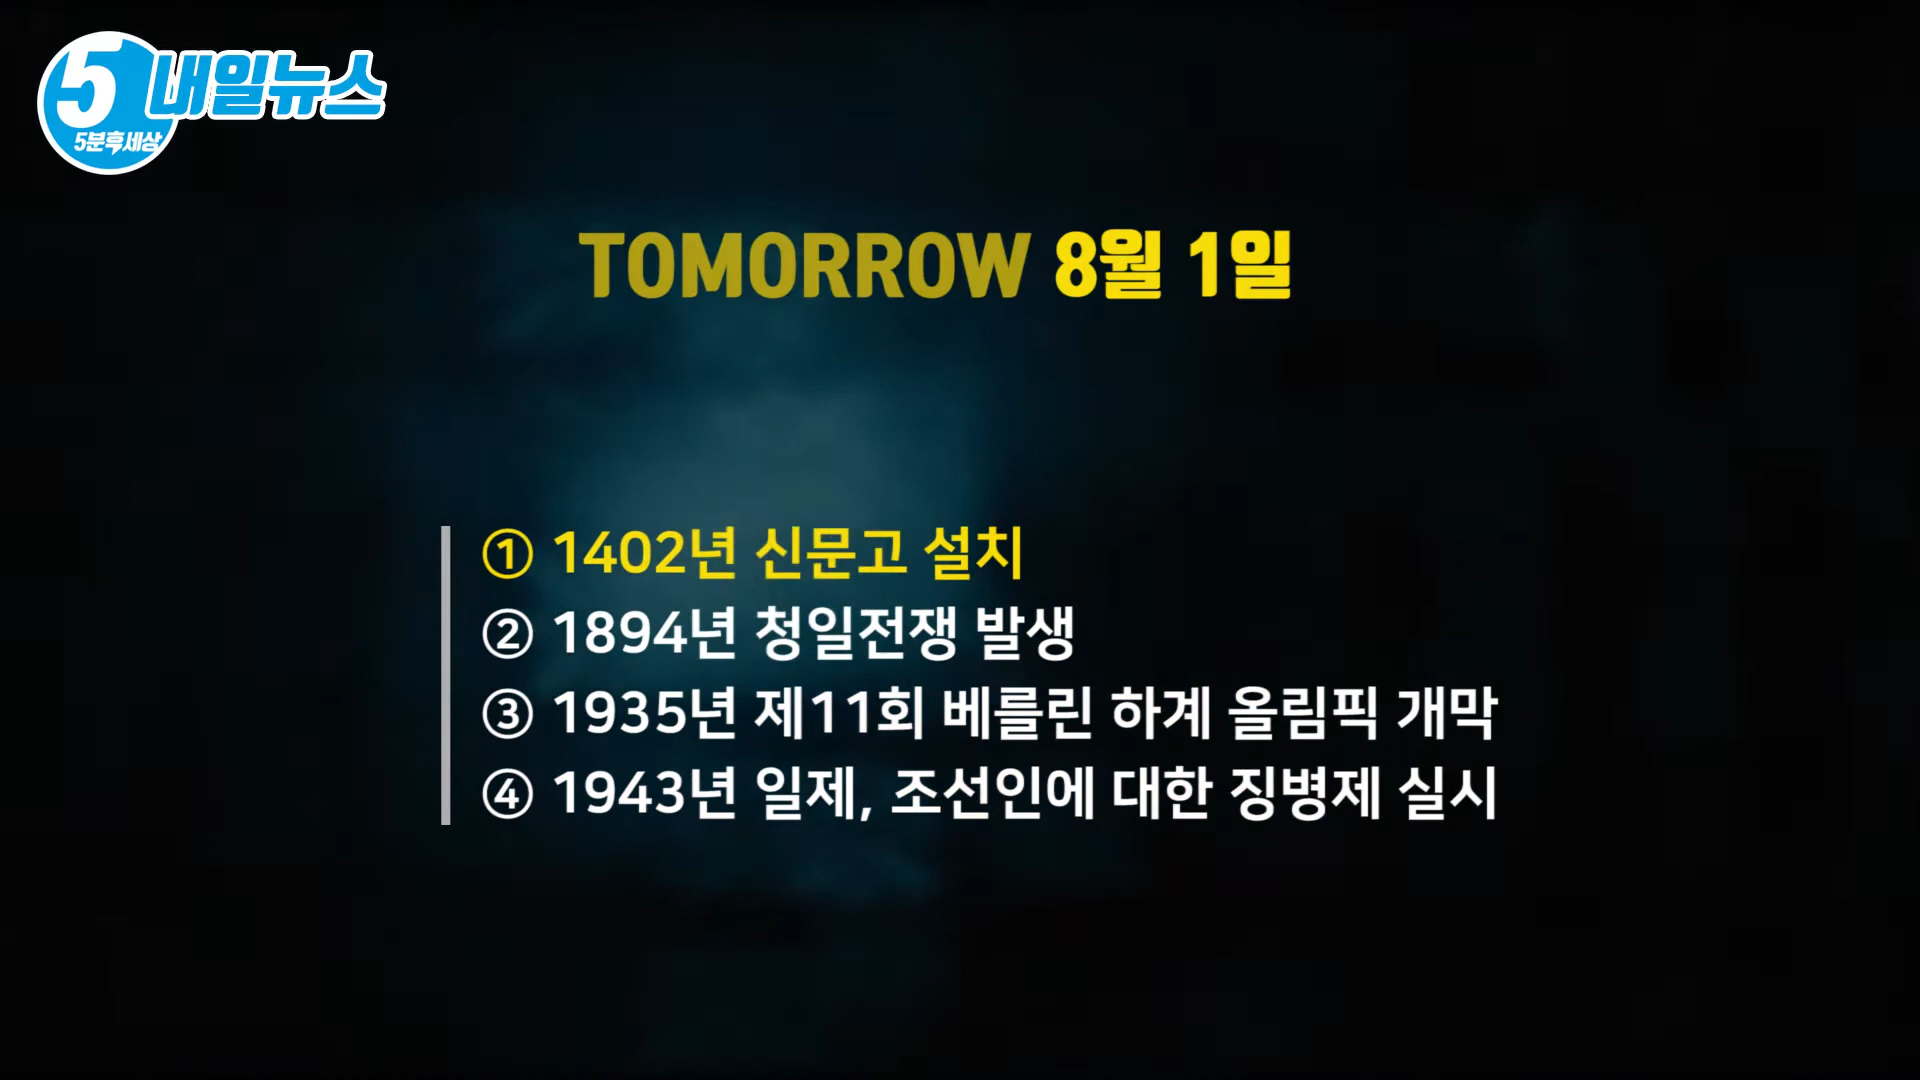 5 내일뉴스
5분후세상
TOMORROW 8월 1일
① 1402년 신문고 설치
② 1894년 청일전쟁 발생
③ 1935년 제11회 베를린 하계 올림픽 개막
④ 1943년 일제, 조선인에 대한 징병제 실시